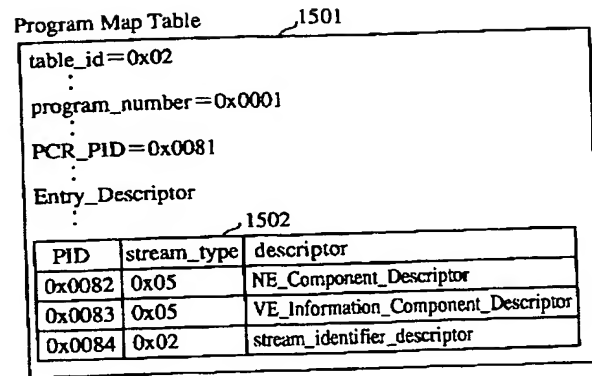 Program Map Table 1501
table_id=0x02
program_number=0x0001
PCR_PID=0x0081
Entry_Descriptor
1502
PID stream_type descriptor
0x0082 0x05 NE_Component_Descriptor
0x0083 0x05 VE_Information_Component_Descriptor
0x0084 0x02 stream_identifier_descriptor